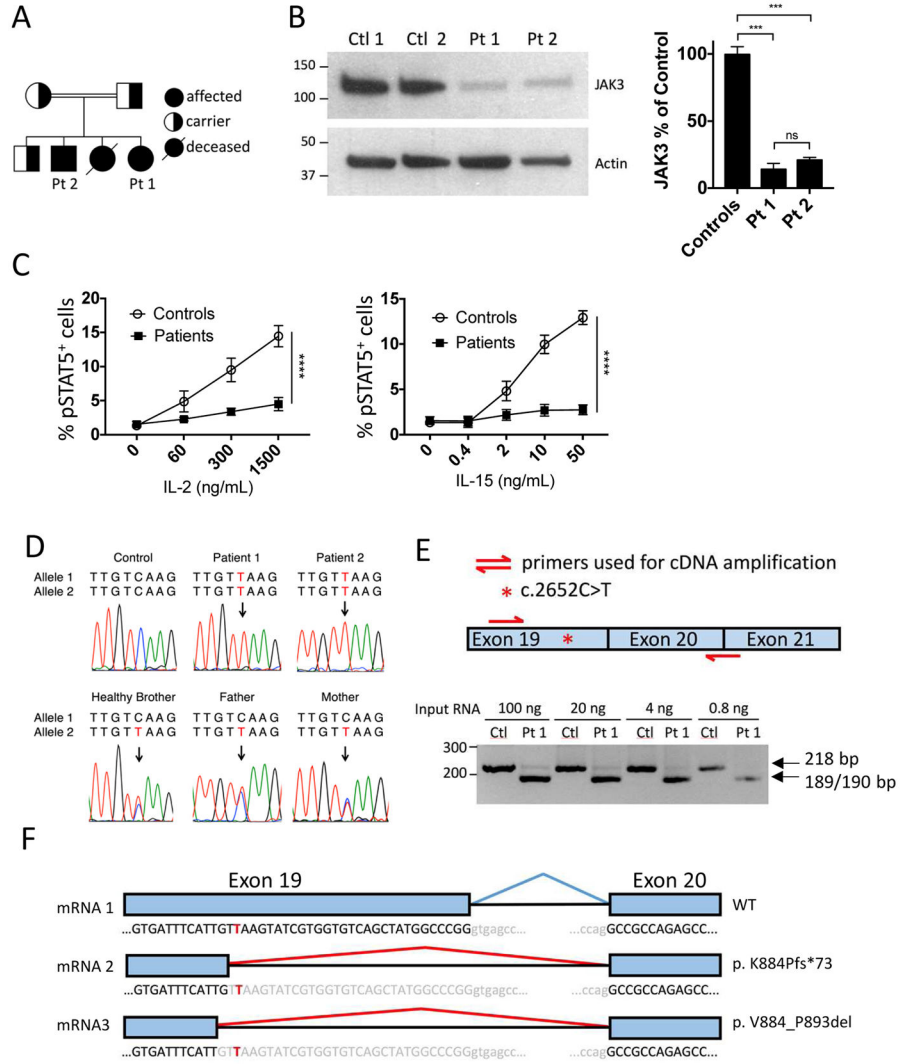 A
affected
carrier
deceased
Pt 2
Pt 1
B
Ctl 1 Ctl 2 Pt 1 Pt 2
150
100
JAK3
50
37
Actin
JAK3 % of Control
100
50
0
***
***
ns
Controls
Pt 1
Pt 2
C
% pSTAT5+ cells
20
15
10
5
0
Controls
Patients
****
0 60 300 1500
IL-2 (ng/mL)
% pSTAT5+ cells
15
10
5
0
Controls
Patients
****
0 0.4 2 10 50
IL-15 (ng/mL)
D
Control Patient 1 Patient 2
Allele 1 TTGTCAAG TTGTTAAG TTGTTAAG
Allele 2 TTGTCAAG TTGTTAAG TTGTTAAG
Healthy Brother Father Mother
Allele 1 TTGTCAAG TTGTCAAG TTGTCAAG
Allele 2 TTGTTAAG TTGTTAAG TTGTTAAG
E
primers used for cDNA amplification
* c.2652C>T
Exon 19 * Exon 20 Exon 21
Input RNA 100 ng 20 ng 4 ng 0.8 ng
Ctl Pt 1 Ctl Pt 1 Ctl Pt 1 Ctl Pt 1
300
200
218 bp
189/190 bp
F
Exon 19 Exon 20
mRNA 1 WT
...GTGATTTCATTGTTAAGTATCGTGGTGTCAGCTATGGCCCGGgtgagcc... ...ccagGCCGCCAGAGCC...
mRNA 2 p. K884Pfs*73
...GTGATTTCATTGTTAAGTATCGTGGTGTCAGCTATGGCCCGGgtgagcc... ...ccagGCCGCCAGAGCC...
mRNA3 p. V884_P893del
...GTGATTTCATTGTTAAGTATCGTGGTGTCAGCTATGGCCCGGgtgagcc... ...ccagGCCGCCAGAGCC...